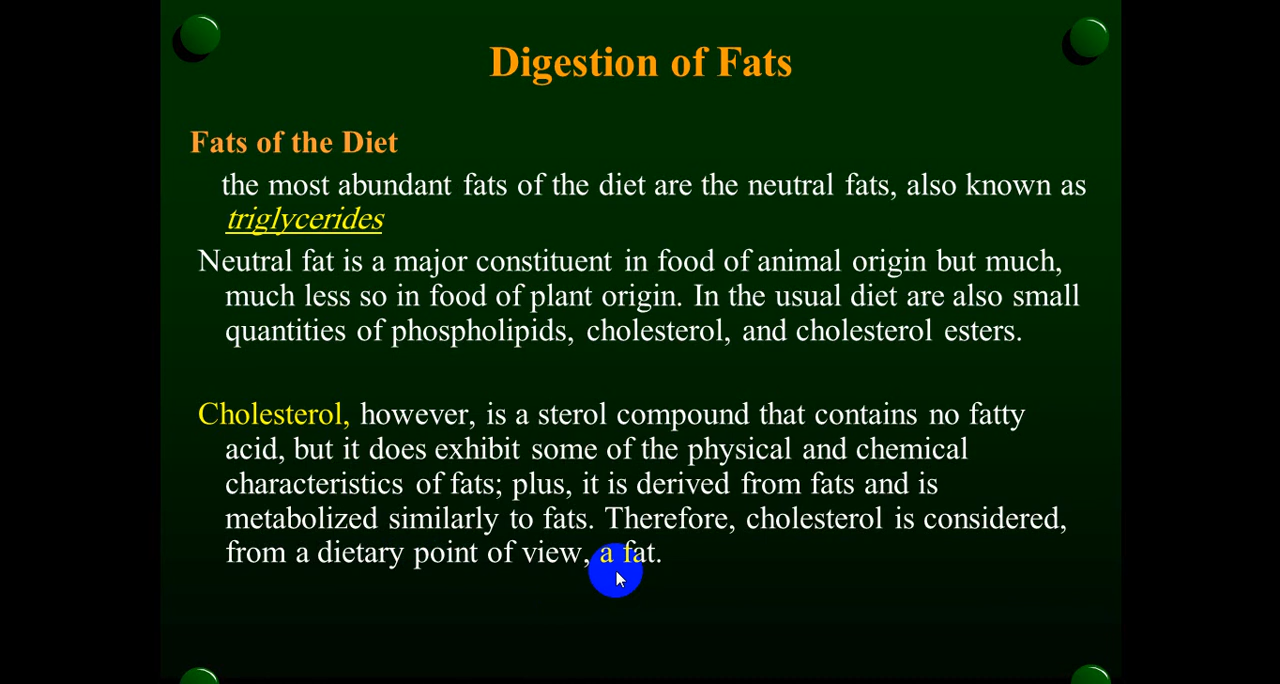 Digestion of Fats
Fats of the Diet
the most abundant fats of the diet are the neutral fats, also known as
triglycerides
Neutral fat is a major constituent in food of animal origin but much,
much less so in food of plant origin. In the usual diet are also small
quantities of phospholipids, cholesterol, and cholesterol esters.
Cholesterol, however, is a sterol compound that contains no fatty
acid, but it does exhibit some of the physical and chemical
characteristics of fats; plus, it is derived from fats and is
metabolized similarly to fats. Therefore, cholesterol is considered,
from a dietary point of view, a fat.